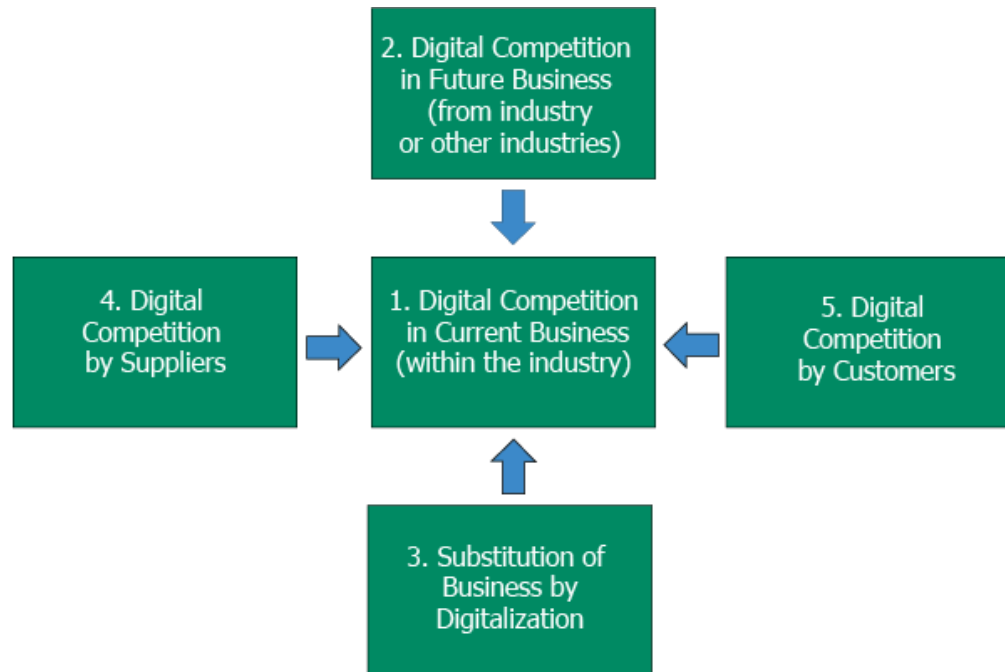 2. Digital Competition
in Future Business
(from industry
or other industries)
4. Digital
Competition
by Suppliers
1. Digital Competition
in Current Business
(within the industry)
5. Digital
Competition
by Customers
3. Substitution of
Business by
Digitalization